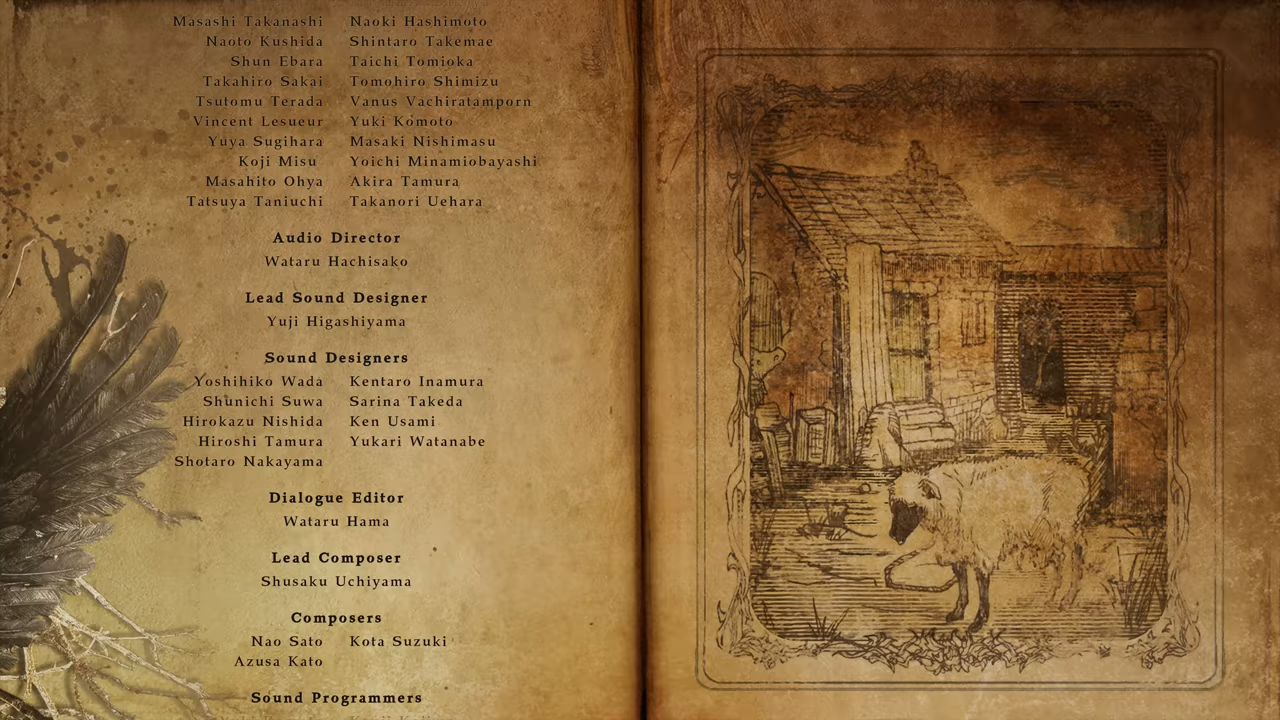 Masashi Takanashi Naoki Hashimoto
Naoto Kushida Shintaro Takemae
Shun Ebara Taichi Tomioka
Takahiro Sakai Tomohiro Shimizu
Tsutomu Terada Vanus Vachiratamporn
Vincent Lesueur Yuki Komoto
Yuya Sugihara Masaki Nishimasu
Koji Misu Yoichi Minamiobayashi
Masahito Ohya Akira Tamura
Tatsuya Taniuchi Takanori Uehara
Audio Director
Wataru Hachisako
Lead Sound Designer
Yuji Higashiyama
Sound Designers
Yoshihiko Wada Kentaro Inamura
Shunichi Suwa Sarina Takeda
Hirokazu Nishida Ken Usami
Hiroshi Tamura Yukari Watanabe
Shotaro Nakayama
Dialogue Editor
Wataru Hama
Lead Composer
Shusaku Uchiyama
Composers
Nao Sato Kota Suzuki
Azusa Kato
Sound Programmers